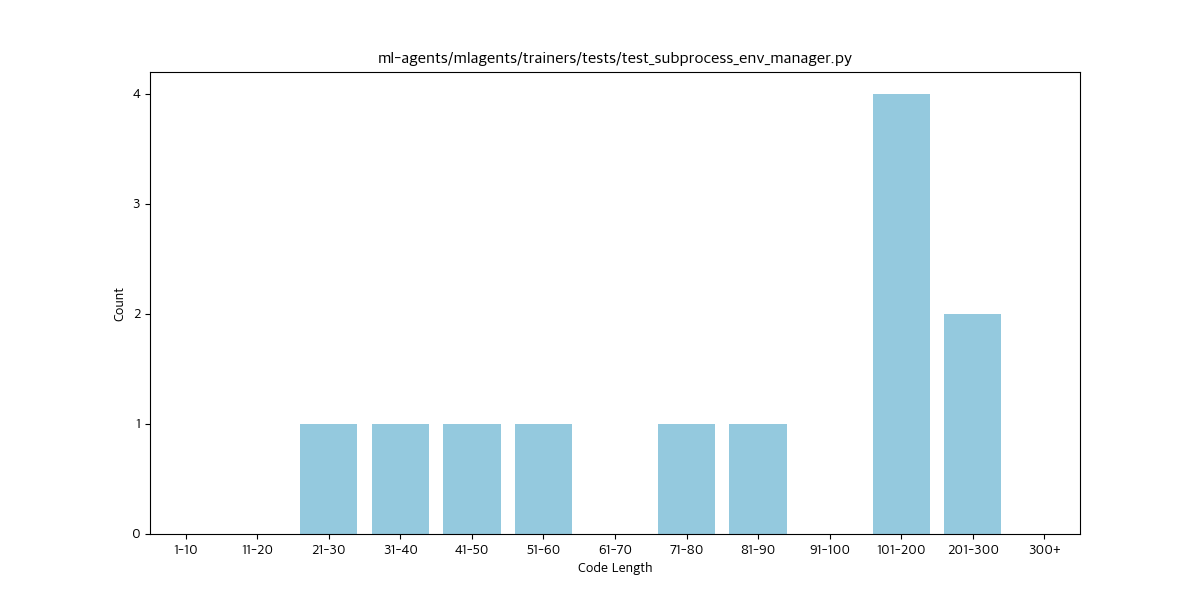 ml-agents/mlagents/trainers/tests/test_subprocess_env_manager.py
4
3
2
1
0
Count
1-10 11-20 21-30 31-40 41-50 51-60 61-70 71-80 81-90 91-100 101-200 201-300 300+
Code Length